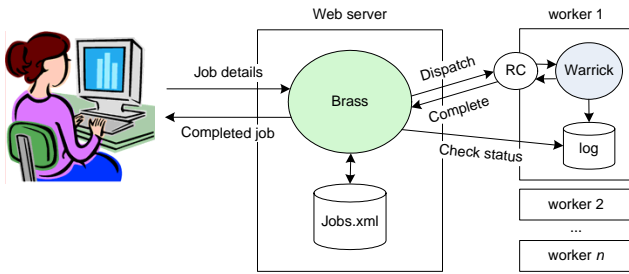 Web server
worker 1
Job details
Dispatch
RC
Warrick
Brass
Complete
Completed job
Check status
log
Jobs.xml
worker 2
...
worker n